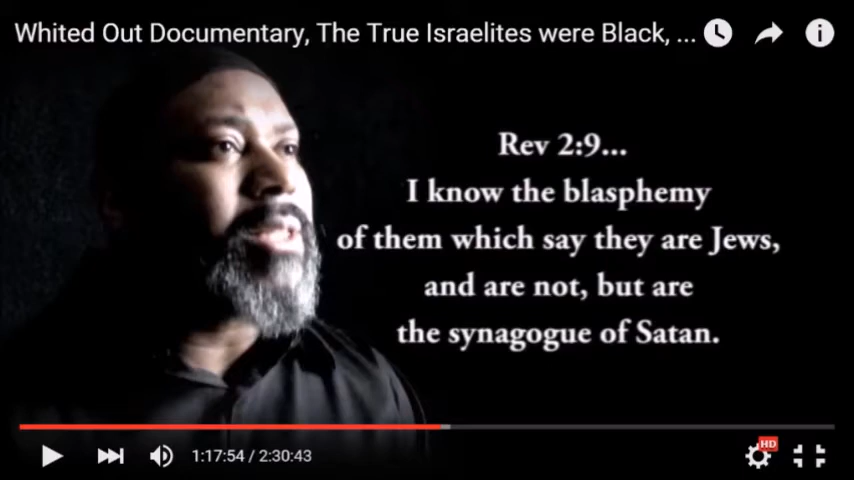 Whited Out Documentary, The True Israelites were Black, ...
Rev 2:9...
I know the blasphemy
of them which say they are Jews,
and are not, but are
the synagogue of Satan.
HD
1:17:54 / 2:30:43